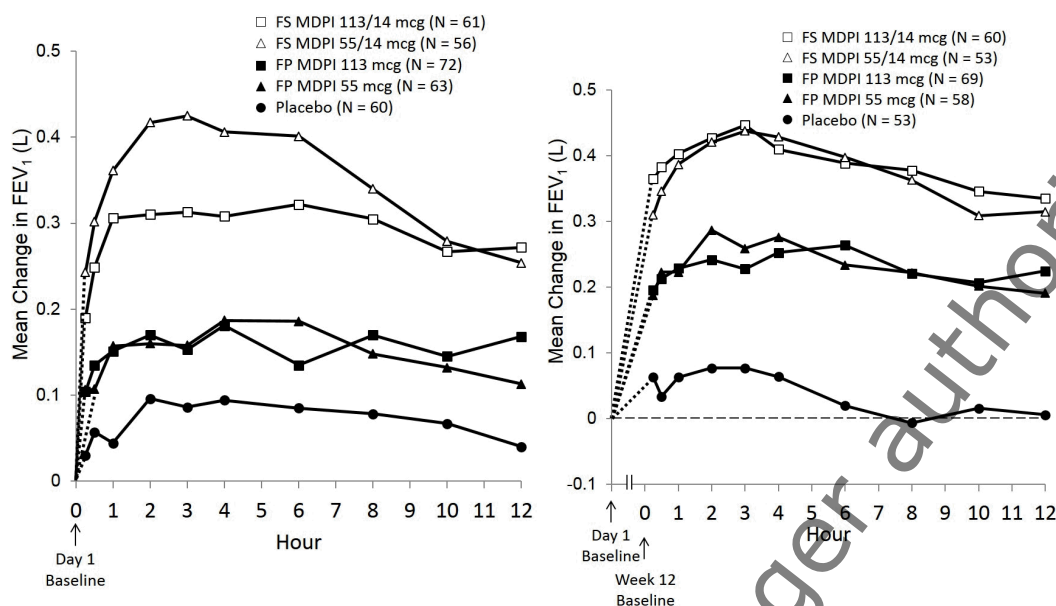 FS MDPI 113/14 mcg (N = 61)
FS MDPI 55/14 mcg (N = 56)
FP MDPI 113 mcg (N = 72)
FP MDPI 55 mcg (N = 63)
Placebo (N = 60)
Mean Change in FEV₁ (L)
0.5
0.4
0.3
0.2
0.1
0
0 1 2 3 4 5 6 7 8 9 10 11 12
Hour
Day 1
Baseline
FS MDPI 113/14 mcg (N = 60)
FS MDPI 55/14 mcg (N = 53)
FP MDPI 113 mcg (N = 69)
FP MDPI 55 mcg (N = 58)
Placebo (N = 53)
Mean Change in FEV₁ (L)
0.5
0.4
0.3
0.2
0.1
0
-0.1
0 1 2 3 4 5 6 7 8 9 10 11 12
Hour
Day 1
Baseline
Week 12
Baseline